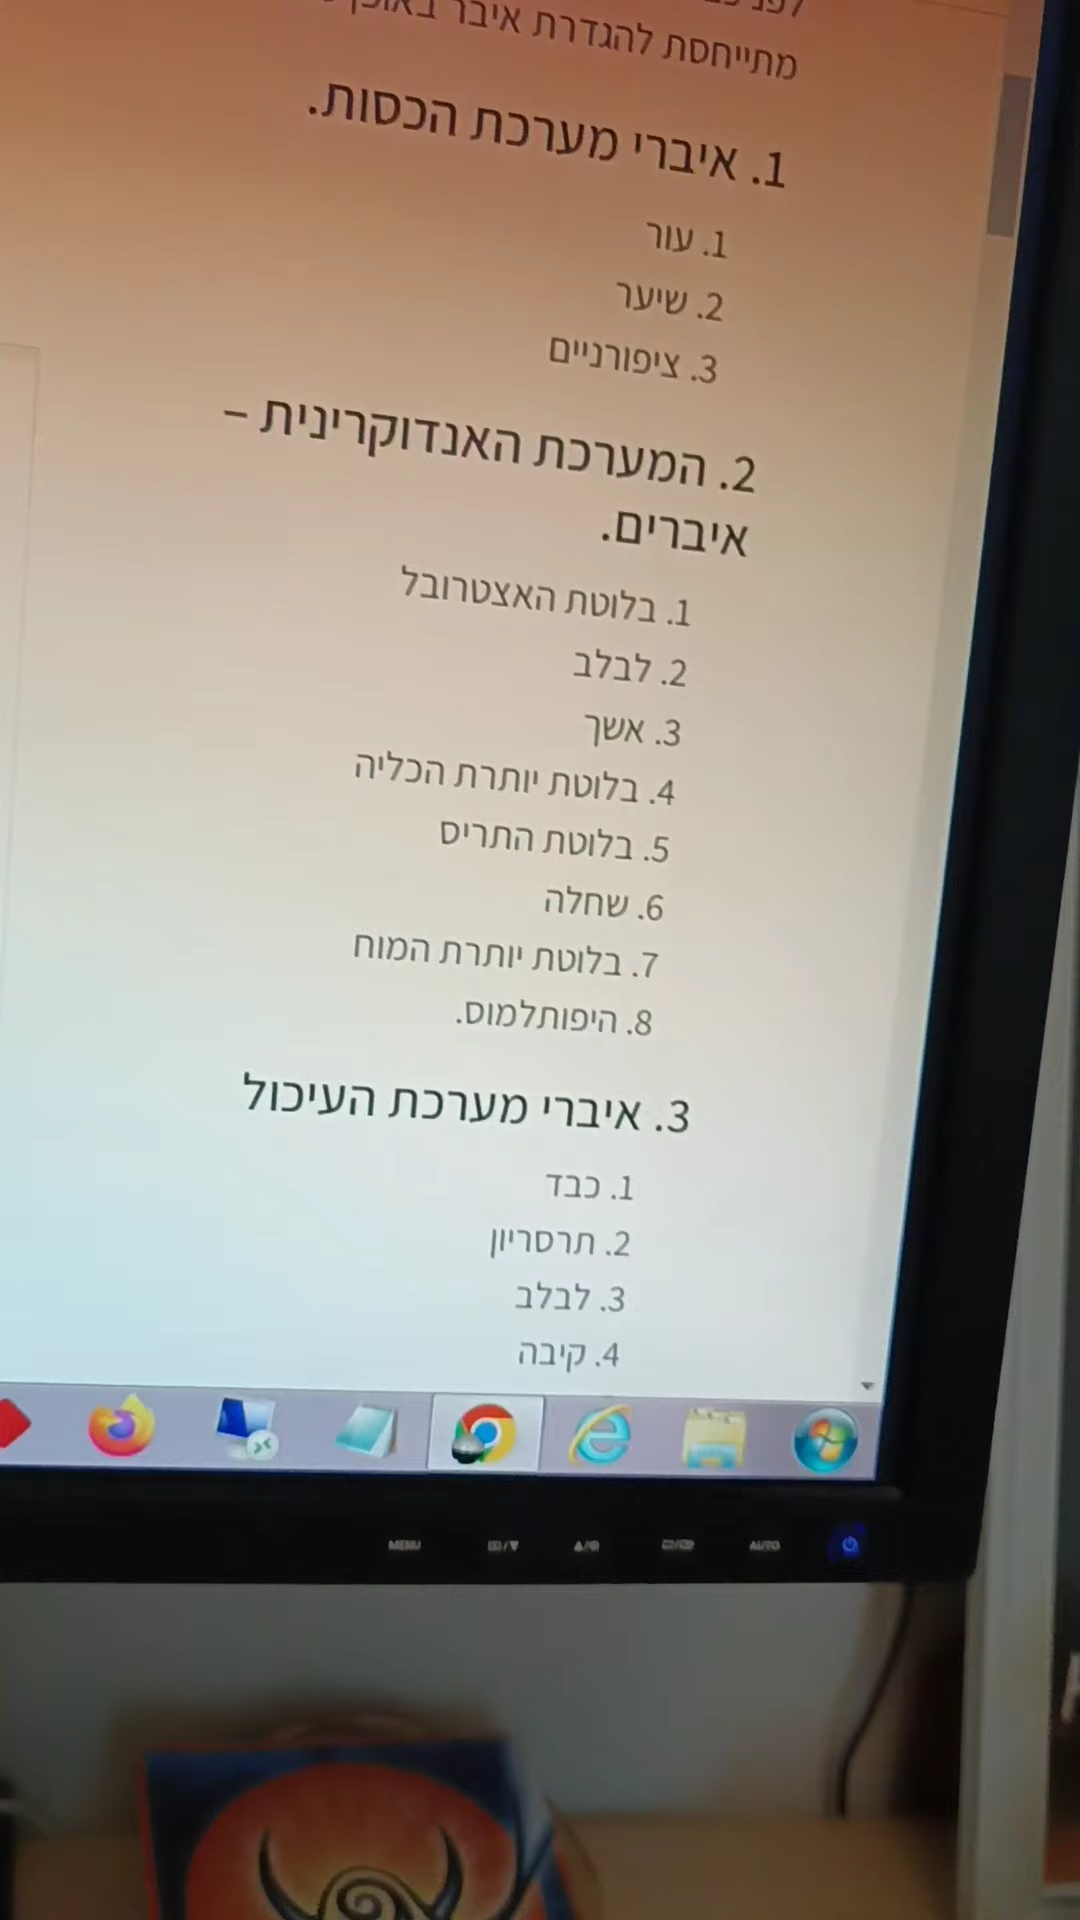 מתייחסת להגדרת איבר
1. איברי מערכת הכסות.
1. עור
2. שיער
3. ציפורניים
2. המערכת האנדוקרינית –
איברים.
1. בלוטת האצטרובל
2. לבלב
3. אשך
4. בלוטת יותרת הכליה
5. בלוטת התריס
6. שחלה
7. בלוטת יותרת המוח
8. היפותלמוס.
3. איברי מערכת העיכול
1. כבד
2. תרסריון
3. לבלב
4. קיבה
MENU
AUTO